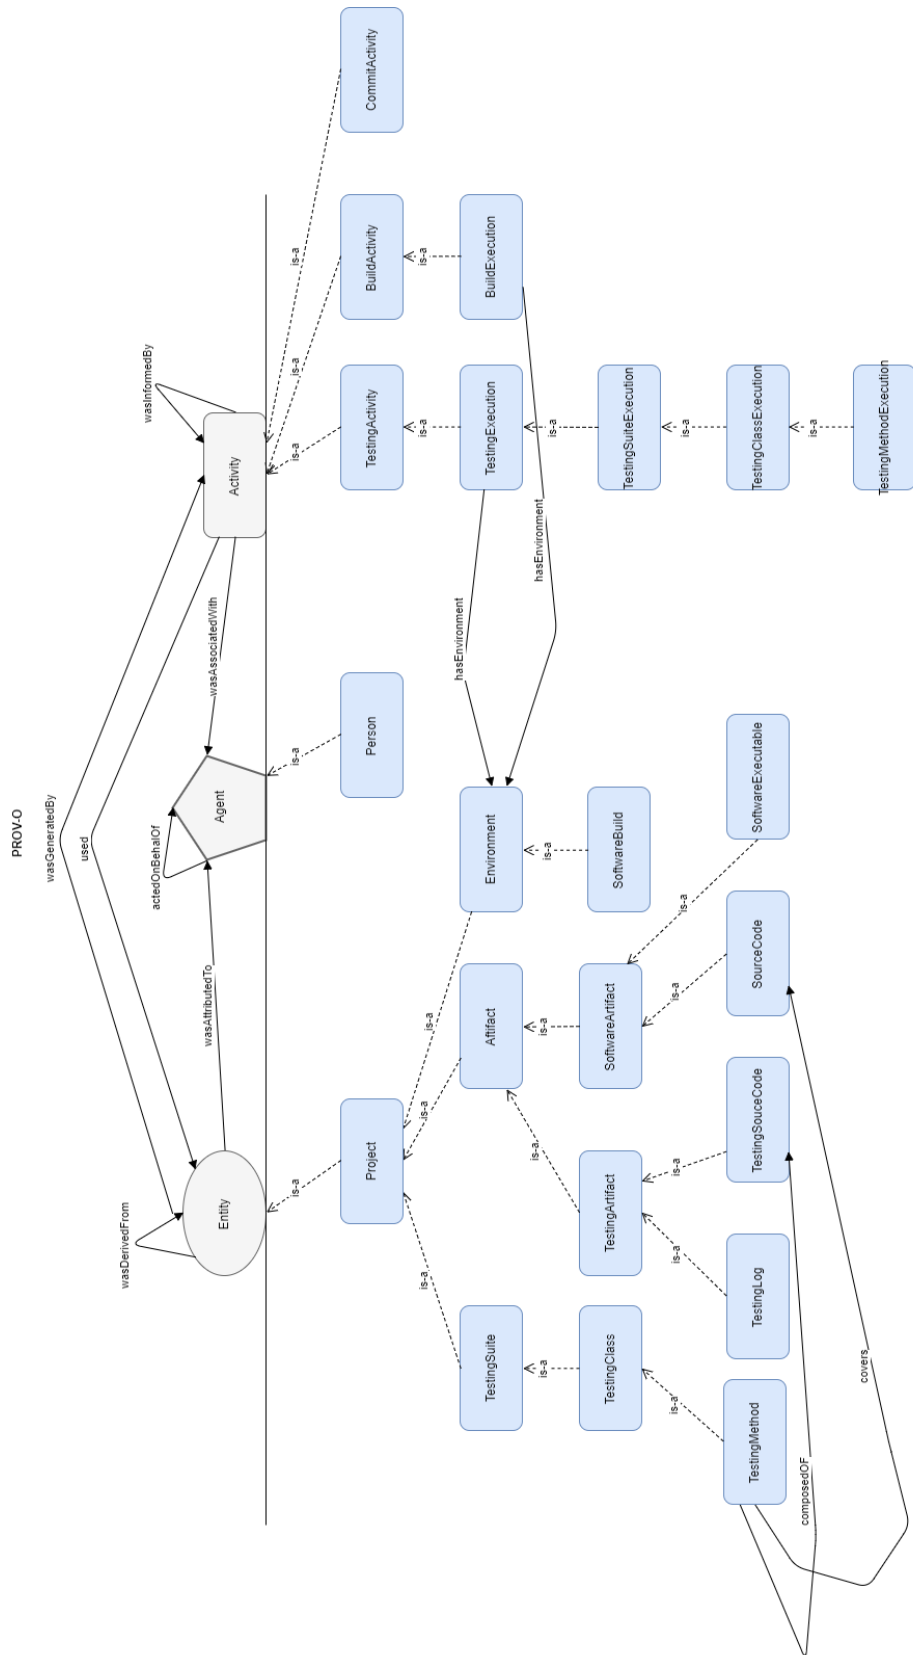 PROV-O
wasGeneratedBy
used
wasInformedBy
wasDerivedFrom
actedOnBehalOf
Entity
wasAttributedTo
Agent
wasAssociatedWith
Activity
is-a
is-a
is-a
is-a
is-a
Project
Person
TestingActivity
BuildActivity
CommitActivity
is-a
is-a
is-a
is-a
is-a
TestingSuite
Aftifact
Environment
TestingExecution
BuildExecution
hasEnvironment
hasEnvironment
is-a
is-a
is-a
is-a
is-a
TestingClass
TestingArtifact
SoftwareArtifact
SoftwareBuild
TestingSuiteExecution
is-a
is-a
is-a
is-a
is-a
is-a
TestingMethod
TestingLog
TestingSouceCode
SourceCode
SoftwareExecutable
TestingClassExecution
is-a
composedOF
covers
TestingMethodExecution